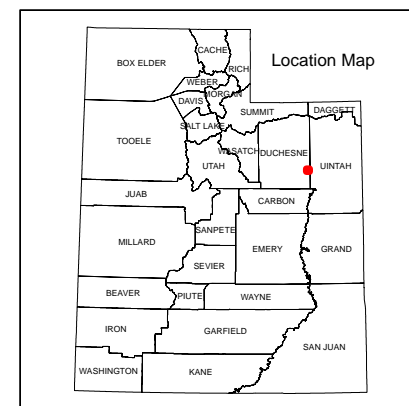 Location Map
BOX ELDER
CACHE
RICH
WEBER
MORGAN
DAVIS
SUMMIT
DAGGETT
SALT LAKE
TOOELE
WASATCH
DUCHESNE
UINTAH
UTAH
JUAB
CARBON
SANPETE
MILLARD
EMERY
GRAND
SEVIER
BEAVER
PIUTE
WAYNE
IRON
GARFIELD
SAN JUAN
WASHINGTON
KANE